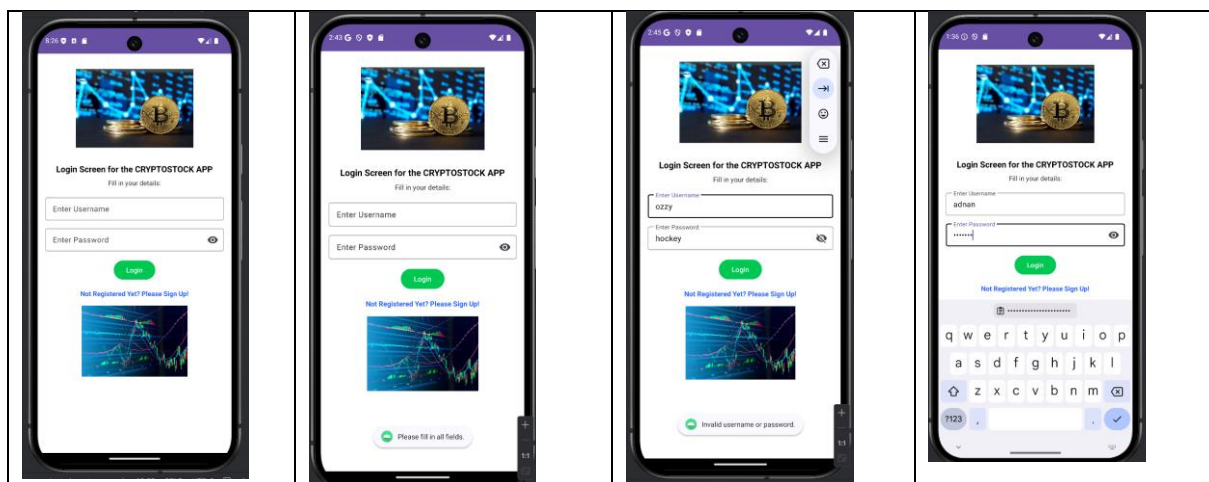 8:26
Login Screen for the CRYPTOSTOCK APP
Fill in your details:
Enter Username
Enter Password
Login
Not Registered Yet? Please Sign Up!
2:43 G
Login Screen for the CRYPTOSTOCK APP
Fill in your details:
Enter Username
Enter Password
Login
Not Registered Yet? Please Sign Up!
Please fill in all fields.
1:1
2:45 G
Login Screen for the CRYPTOSTOCK APP
Fill in your details:
Enter Username
ozzy
Enter Password
hockey
Login
Not Registered Yet? Please Sign Up!
Invalid username or password.
1:1
1:36
Login Screen for the CRYPTOSTOCK APP
Fill in your details:
Enter Username
adnan
Enter Password
•••••••
Login
Not Registered Yet? Please Sign Up!
q w e r t y u i o p
a s d f g h j k l
z x c v b n m
?123 , .